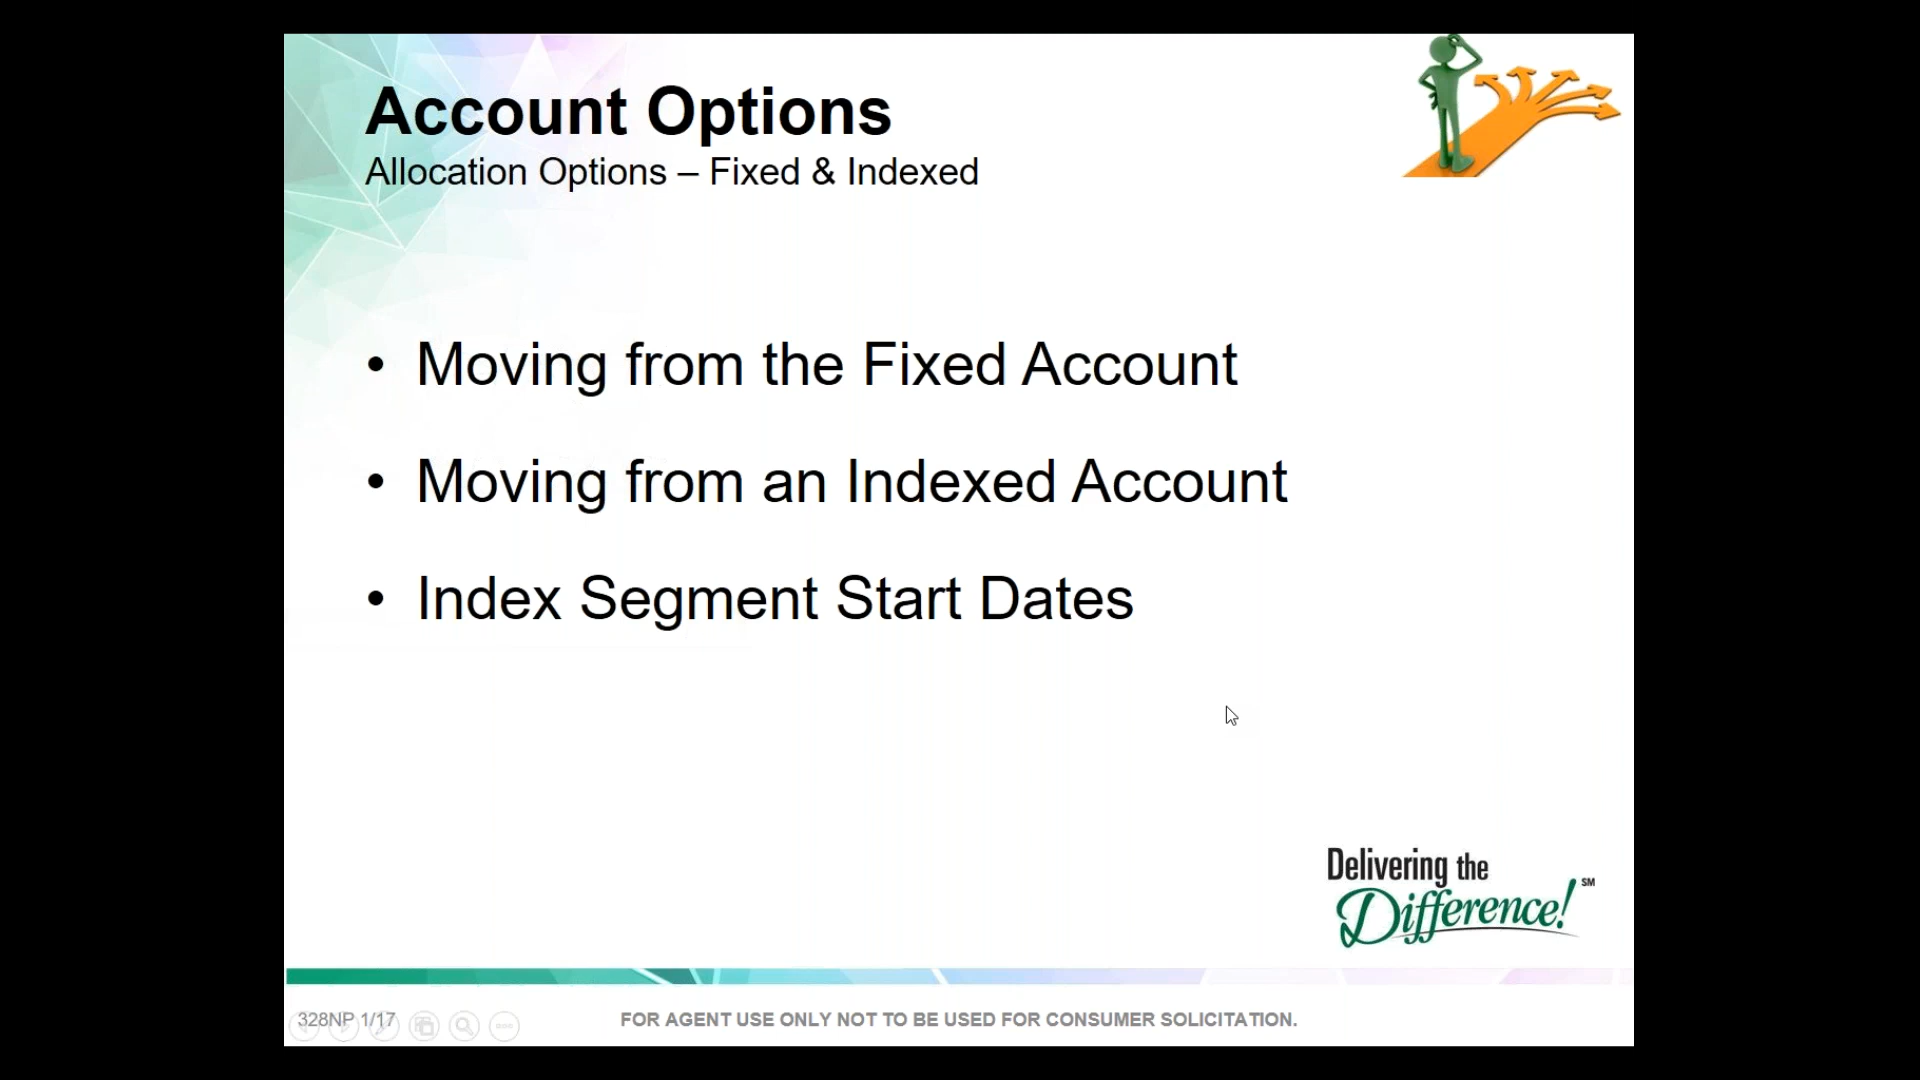 Account Options
Allocation Options – Fixed & Indexed
• Moving from the Fixed Account
• Moving from an Indexed Account
• Index Segment Start Dates
Delivering the
Difference! SM
328NP 1/17
FOR AGENT USE ONLY NOT TO BE USED FOR CONSUMER SOLICITATION.